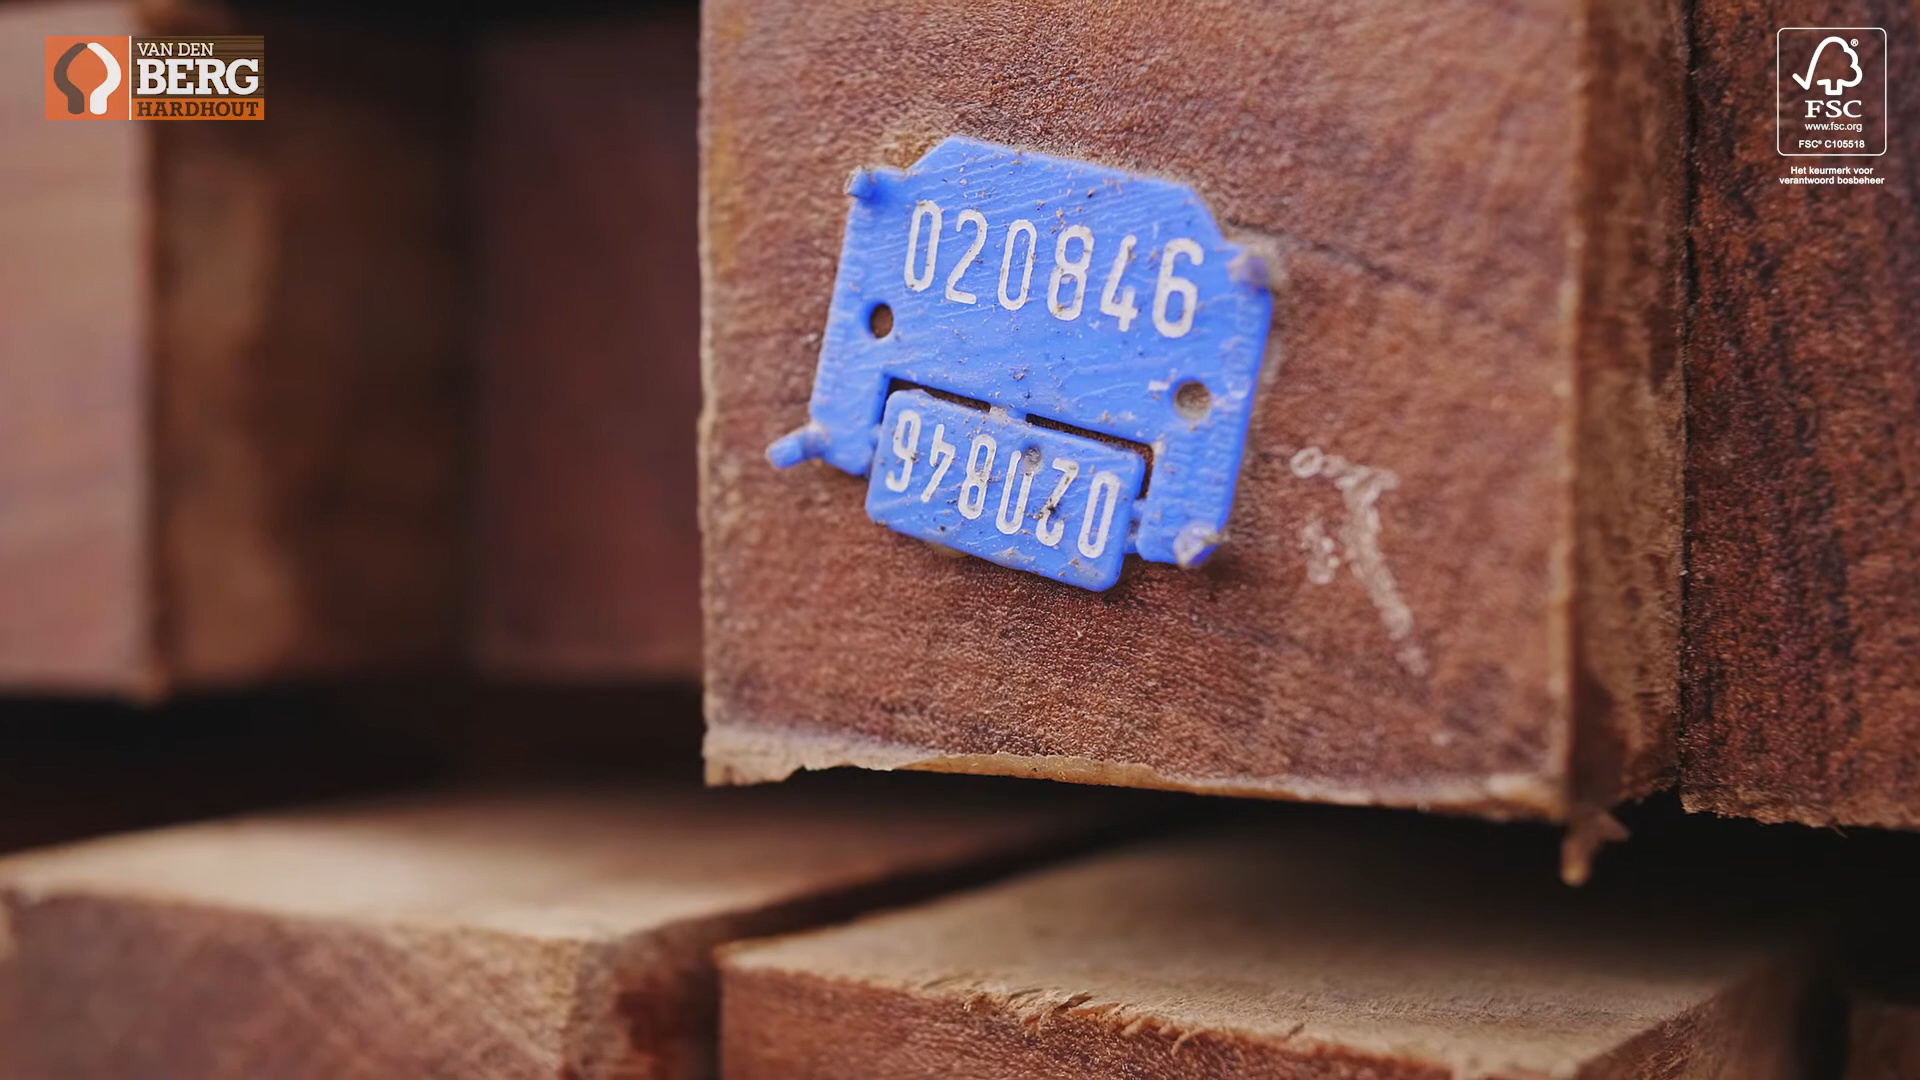 VAN DEN
BERG
HARDHOUT
FSC®
www.fsc.org
FSC® C105518
Het keurmerk voor
verantwoord bosbeheer
020846
020846